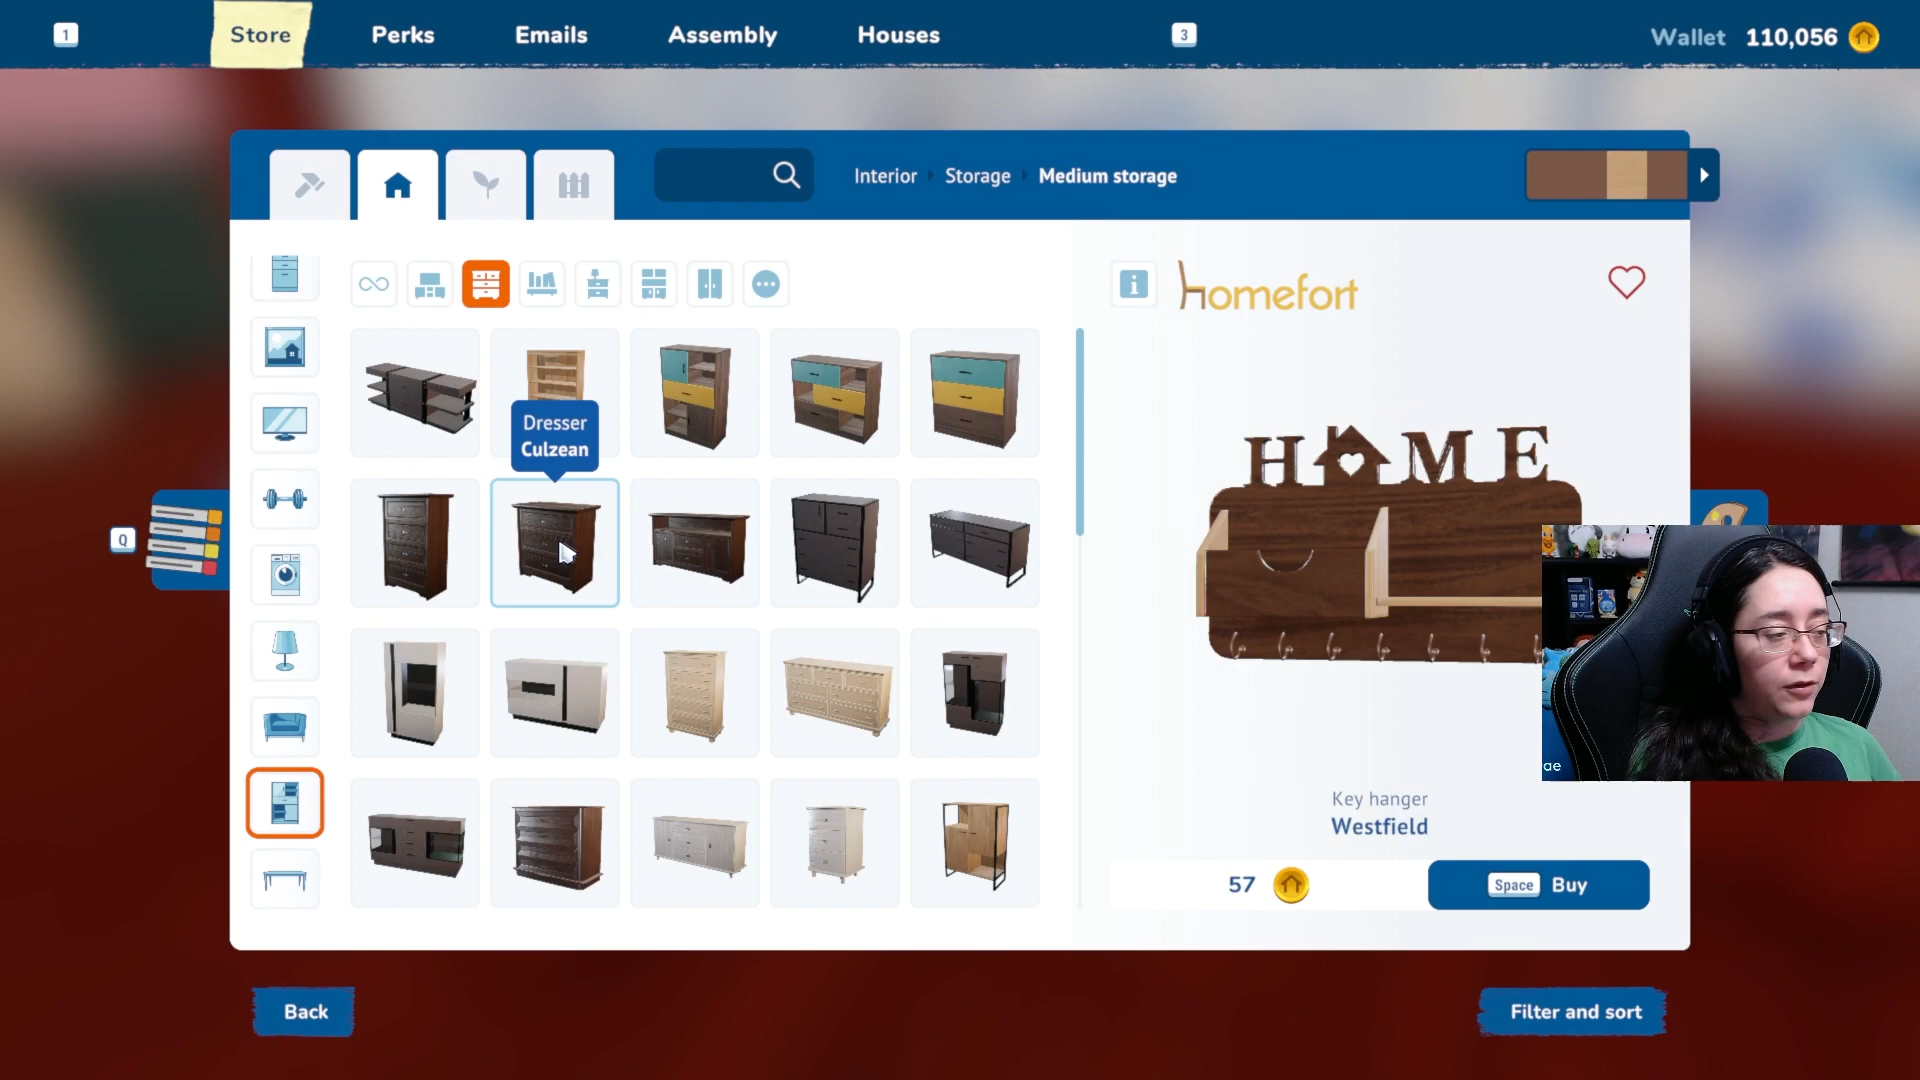 1
Store
Perks
Emails
Assembly
Houses
3
Wallet 110,056
Interior
Storage
Medium storage
i
homefort
Dresser
Culzean
Q
HOME
ae
Key hanger
Westfield
57
Space Buy
Back
Filter and sort